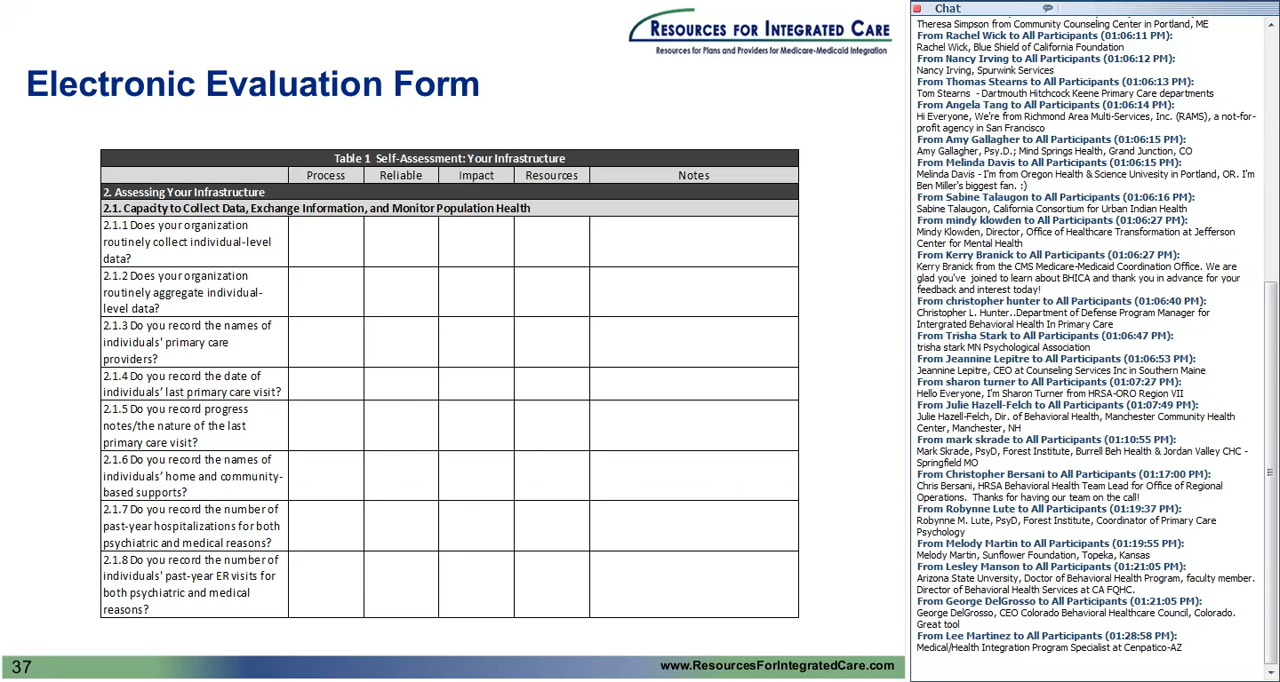 RESOURCES FOR INTEGRATED CARE
Resources for Plans and Providers for Medicare-Medicaid Integration
Electronic Evaluation Form
Table 1 Self-Assessment: Your Infrastructure
Process Reliable Impact Resources Notes
2. Assessing Your Infrastructure
2.1. Capacity to Collect Data, Exchange Information, and Monitor Population Health
2.1.1 Does your organization
routinely collect individual-level
data?
2.1.2 Does your organization
routinely aggregate individual-
level data?
2.1.3 Do you record the names of
individuals' primary care
providers?
2.1.4 Do you record the date of
individuals' last primary care visit?
2.1.5 Do you record progress
notes/the nature of the last
primary care visit?
2.1.6 Do you record the names of
individuals' home and community-
based supports?
2.1.7 Do you record the number of
past-year hospitalizations for both
psychiatric and medical reasons?
2.1.8 Do you record the number of
individuals' past-year ER visits for
both psychiatric and medical
reasons?
37
www.ResourcesForIntegratedCare.com
Chat
Theresa Simpson from Community Counseling Center in Portland, ME
From Rachel Wick to All Participants (01:06:11 PM):
Rachel Wick, Blue Shield of California Foundation
From Nancy Irving to All Participants (01:06:12 PM):
Nancy Irving, Spurwink Services
From Thomas Stearns to All Participants (01:06:13 PM):
Tom Stearns - Dartmouth Hitchcock Keene Primary Care departments
From Angela Tang to All Participants (01:06:14 PM):
Hi Everyone, We're from Richmond Area Multi-Services, Inc. (RAMS), a not-for-
profit agency in San Francisco
From Amy Gallagher to All Participants (01:06:15 PM):
Amy Gallagher, Psy.D.; Mind Springs Health, Grand Junction, CO
From Melinda Davis to All Participants (01:06:15 PM):
Melinda Davis - I'm from Oregon Health & Science Univesity in Portland, OR. I'm
Ben Miller's biggest fan. :)
From Sabine Talaugon to All Participants (01:06:16 PM):
Sabine Talaugon, California Consortium for Urban Indian Health
From mindy klowden to All Participants (01:06:27 PM):
Mindy Klowden, Director, Office of Healthcare Transformation at Jefferson
Center for Mental Health
From Kerry Branick to All Participants (01:06:27 PM):
Kerry Branick from the CMS Medicare-Medicaid Coordination Office. We are
glad you've joined to learn about BHICA and thank you in advance for your
feedback and interest today!
From christopher hunter to All Participants (01:06:40 PM):
Christopher L. Hunter..Department of Defense Program Manager for
Intergrated Behavioral Health In Primary Care
From Trisha Stark to All Participants (01:06:47 PM):
trisha stark MN Psychological Association
From Jeannine Lepitre to All Participants (01:06:53 PM):
Jeannine Lepitre, CEO at Counseling Services Inc in Southern Maine
From sharon turner to All Participants (01:07:27 PM):
Hello Everyone, I'm Sharon Turner from HRSA-ORO Region VII
From Julie Hazell-Felch to All Participants (01:07:49 PM):
Julie Hazell-Felch, Dir. of Behavioral Health, Manchester Community Health
Center, Manchester, NH
From mark skrade to All Participants (01:10:55 PM):
Mark Skrade, PsyD, Forest Institute, Burrell Beh Health & Jordan Valley CHC -
Springfield MO
From Christopher Bersani to All Participants (01:17:00 PM):
Chris Bersani, HRSA Behavioral Health Team Lead for Office of Regional
Operations. Thanks for having our team on the call!
From Robynne Lute to All Participants (01:19:37 PM):
Robynne M. Lute, PsyD, Forest Institute, Coordinator of Primary Care
Psychology
From Melody Martin to All Participants (01:19:55 PM):
Melody Martin, Sunflower Foundation, Topeka, Kansas
From Lesley Manson to All Participants (01:21:05 PM):
Arizona State Unversity, Doctor of Behavioral Health Program, faculty member.
Director of Behavioral Health Services at CA FQHC.
From George DelGrosso to All Participants (01:21:05 PM):
George DelGrosso, CEO Colorado Behavioral Healthcare Council, Colorado.
Great tool
From Lee Martinez to All Participants (01:28:58 PM):
Medical/Health Integration Program Specialist at Cenpatico-AZ